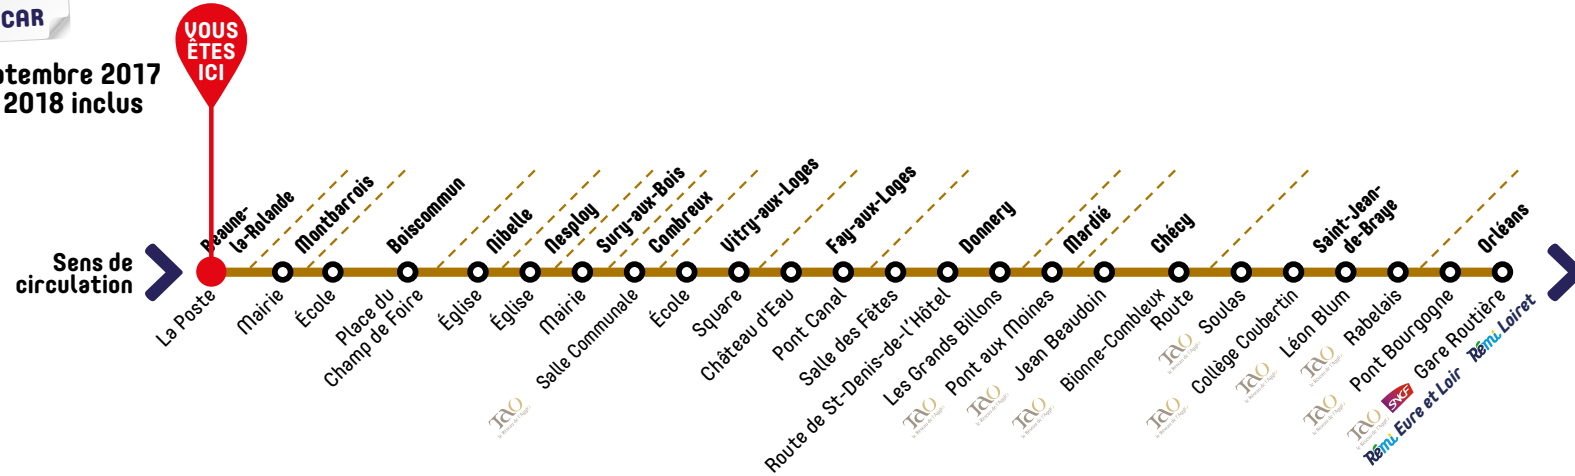 CAR
VOUS
ÊTES
ICI
ptembre 2017
2018 inclus
Sens de
circulation
Beaune-
la-Rolande
Montbarrois
Boiscommun
Nibelle
Nesploy
Sury-aux-Bois
Combreux
Vitry-aux-Loges
Fay-aux-Loges
Donnery
Mardié
Chécy
Saint-Jean-
de-Braye
Orléans
La Poste
Mairie
École
Place du
Champ de Foire
Église
Église
Mairie
Salle Communale
École
Square
Château d'Eau
Pont Canal
Salle des Fêtes
Route de St-Denis-de-l'Hôtel
Les Grands Billons
Pont aux Moines
Jean Beaudoin
Bionne-Combleux
Route
Soulas
Collège Coubertin
Léon Blum
Rabelais
Pont Bourgogne
Gare Routière
TAO
TAO
TAO
TAO
TAO
TAO
TAO
TAO
TAO
TAO
SNCF
Rémi Eure et Loir
Rémi Loiret